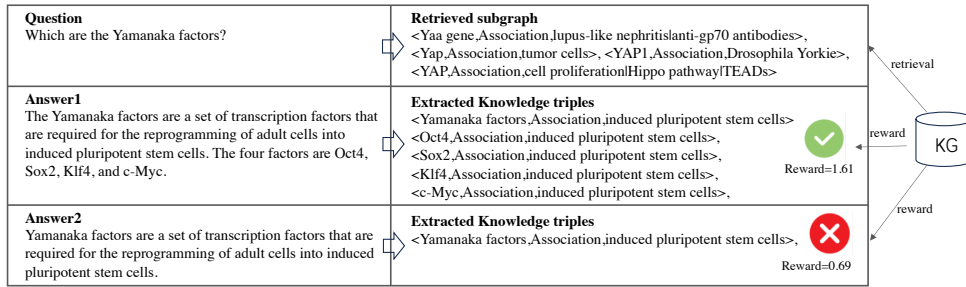 Question
Which are the Yamanaka factors?
Retrieved subgraph
<Yaa gene,Association,lupus-like nephritis|anti-gp70 antibodies>,
<Yap,Association,tumor cells>, <YAP1,Association,Drosophila Yorkie>,
<YAP,Association,cell proliferation|Hippo pathway|TEADs>
retrieval
Answer1
The Yamanaka factors are a set of transcription factors that
are required for the reprogramming of adult cells into
induced pluripotent stem cells. The four factors are Oct4,
Sox2, Klf4, and c-Myc.
Extracted Knowledge triples
<Yamanaka factors,Association,induced pluripotent stem cells>
<Oct4,Association,induced pluripotent stem cells>,
<Sox2,Association,induced pluripotent stem cells>,
<Klf4,Association,induced pluripotent stem cells>,
<c-Myc,Association,induced pluripotent stem cells>,
Reward=1.61
reward
KG
Answer2
Yamanaka factors are a set of transcription factors that are
required for the reprogramming of adult cells into induced
pluripotent stem cells.
Extracted Knowledge triples
<Yamanaka factors,Association,induced pluripotent stem cells>,
Reward=0.69
reward